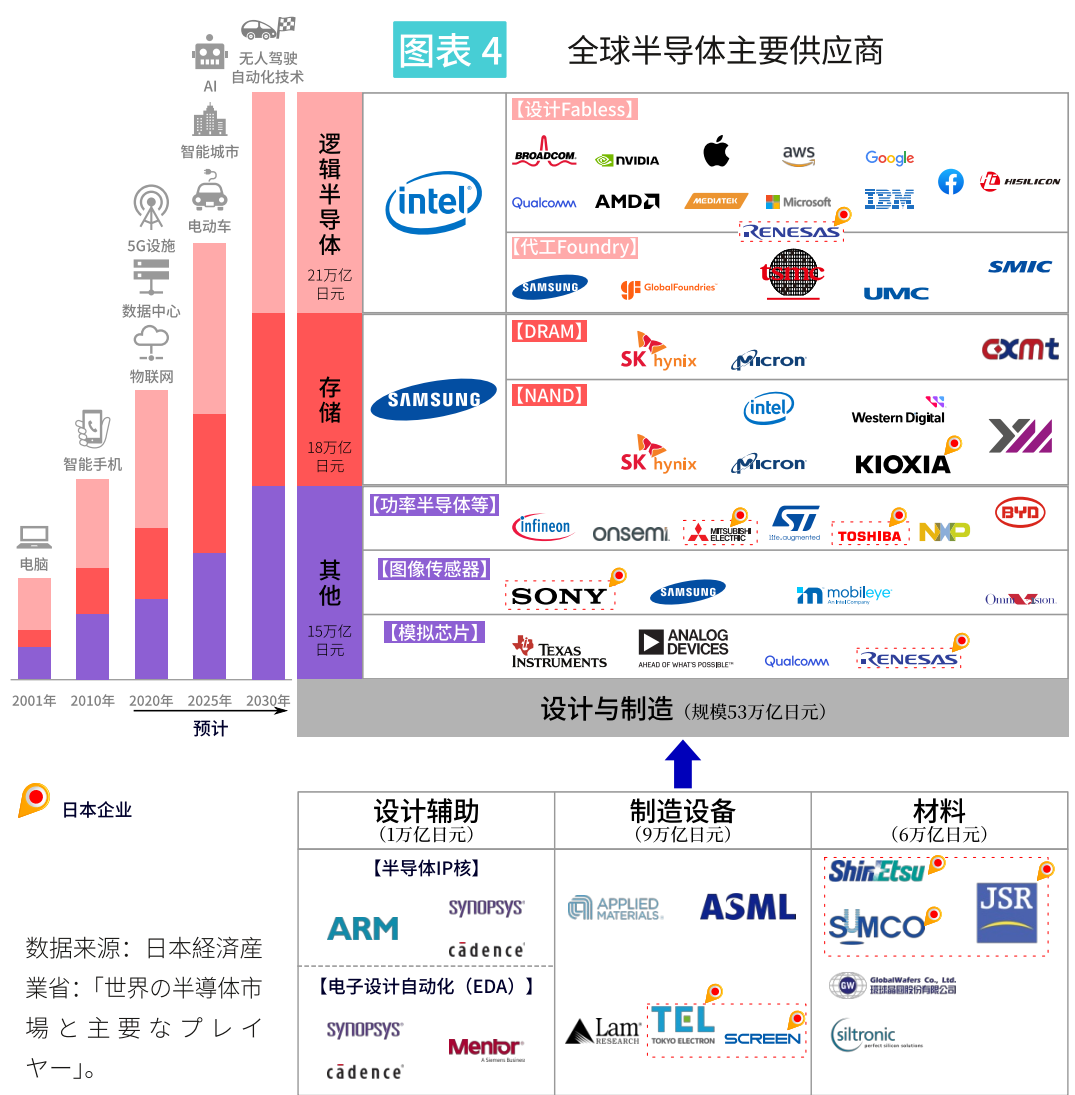 图表 4
全球半导体主要供应商
无人驾驶
自动化技术
AI
智能城市
电动车
5G设施
数据中心
物联网
智能手机
电脑
2001年
2010年
2020年
2025年
2030年
预计
逻辑半导体
21万亿
日元
intel
【设计Fabless】
BROADCOM
NVIDIA
aws
Google
HISILICON
Qualcomm
AMD
MEDIATEK
Microsoft
IBM
RENESAS
【代工Foundry】
SAMSUNG
GlobalFoundries
tsmc
UMC
SMIC
存储
18万亿
日元
SAMSUNG
【DRAM】
SK hynix
Micron
cxmt
【NAND】
intel
Western Digital
SK hynix
Micron
KIOXIA
其他
15万亿
日元
【功率半导体等】
infineon
onsemi
MITSUBISHI
ELECTRIC
ST
life.augmented
TOSHIBA
NXP
BYD
【图像传感器】
SONY
SAMSUNG
mobileye
An Intel Company
OmniVision
【模拟芯片】
TEXAS
INSTRUMENTS
ANALOG
DEVICES
AHEAD OF WHAT'S POSSIBLE™
Qualcomm
RENESAS
设计与制造（规模53万亿日元）
日本企业
设计辅助
（1万亿日元）
制造设备
（9万亿日元）
材料
（6万亿日元）
【半导体IP核】
ARM
SYNOPSYS
cādence
【电子设计自动化（EDA）】
SYNOPSYS
Mentor
A Siemens Business
cādence
APPLIED
MATERIALS
ASML
Lam
RESEARCH
TEL
TOKYO ELECTRON
SCREEN
ShinEtsu
JSR
SUMCO
GW
GlobalWafers Co., Ltd.
環球晶圓股份有限公司
siltronic
perfect silicon solutions
数据来源：日本経済産
業省：「世界の半導体市
場と主要なプレイ
ヤー」。